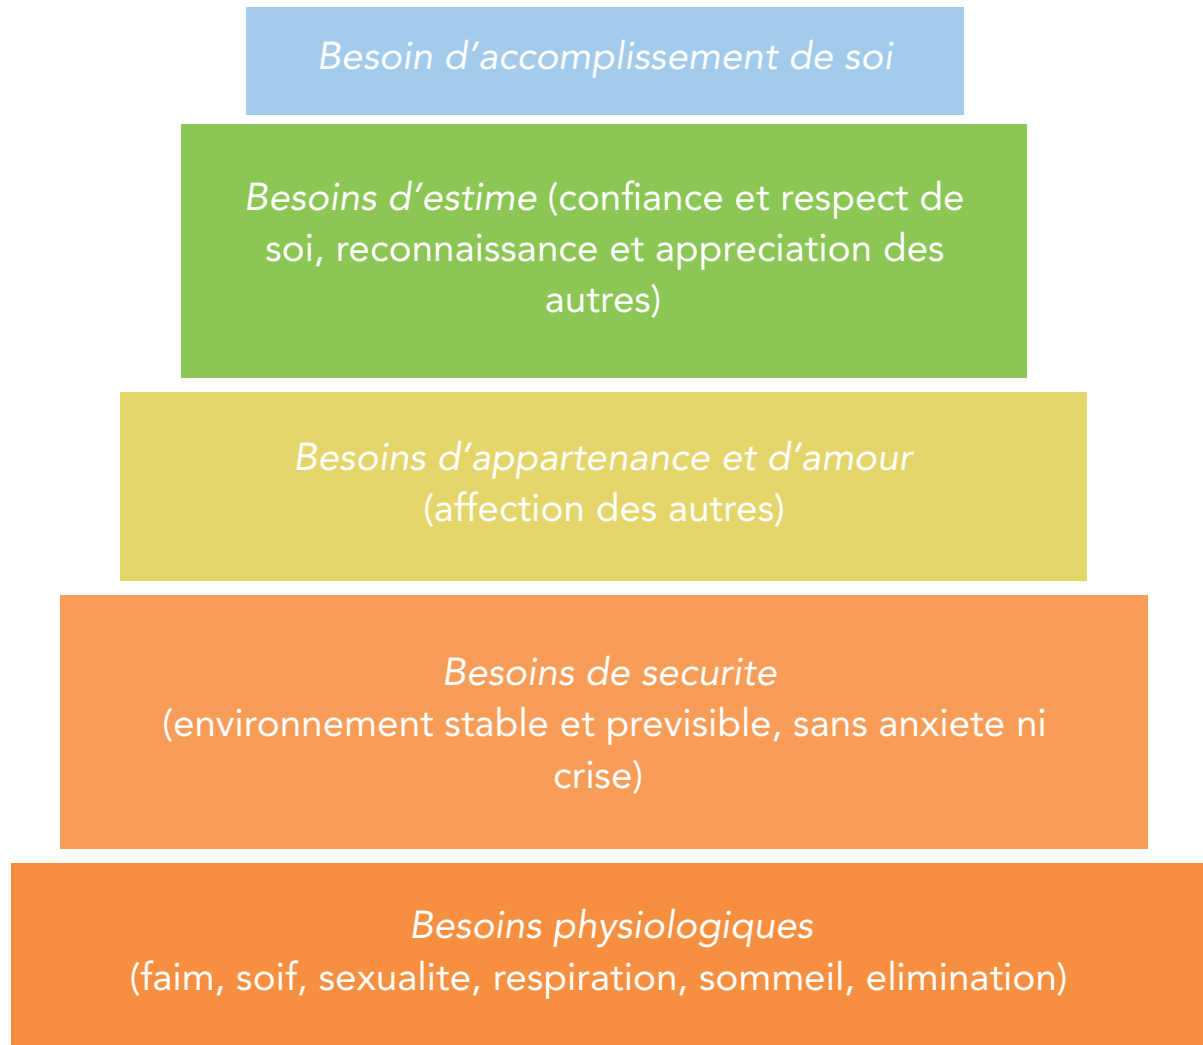 Besoin d’accomplissement de soi
Besoins d’estime (confiance et respect de
soi, reconnaissance et appreciation des
autres)
Besoins d’appartenance et d’amour
(affection des autres)
Besoins de securite
(environnement stable et previsible, sans anxiete ni
crise)
Besoins physiologiques
(faim, soif, sexualite, respiration, sommeil, elimination)